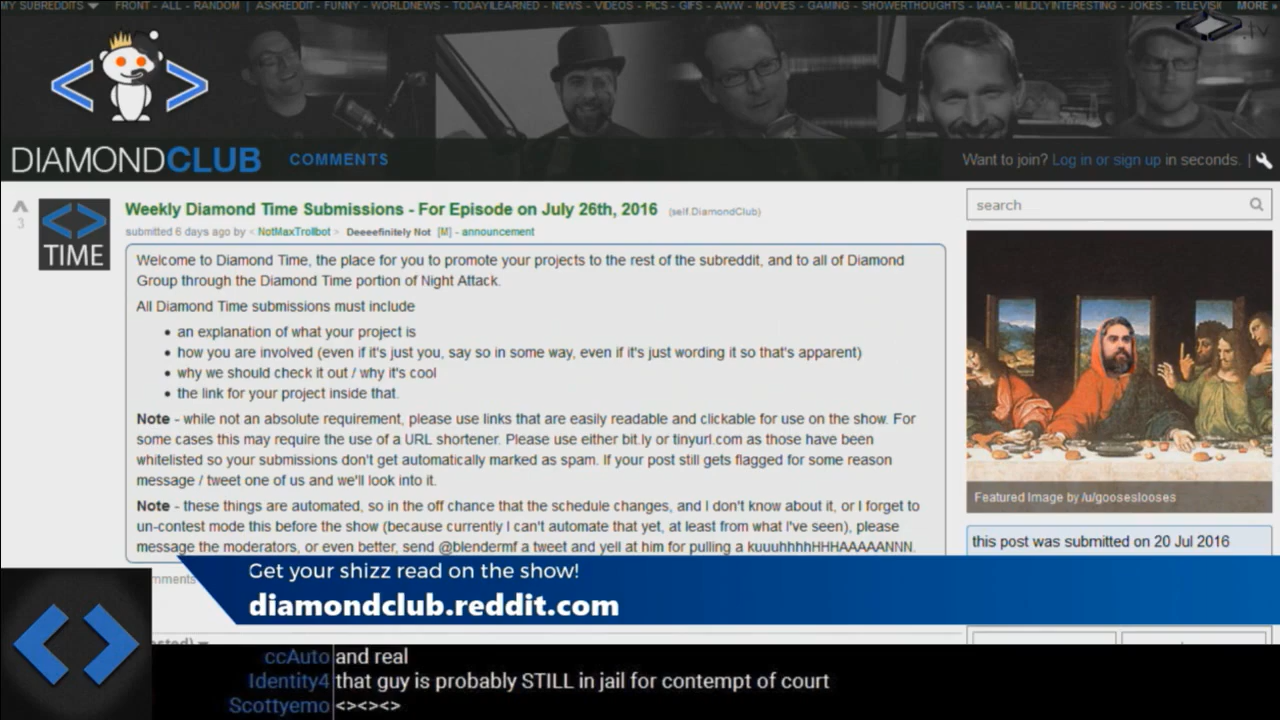 MY SUBREDDITS FRONT - ALL - RANDOM | ASKREDDIT - FUNNY - WORLDNEWS - TODAYILEARNED - NEWS - VIDEOS - PICS - GIFS - AWW - MOVIES - GAMING - SHOWERTHOUGHTS - IAMA - MILDLYINTERESTING - JOKES - TELEVISI MORE »
<>.tv
DIAMONDCLUB COMMENTS
Want to join? Log in or sign up in seconds. |
3
<> TIME
Weekly Diamond Time Submissions - For Episode on July 26th, 2016 (self.DiamondClub)
submitted 6 days ago by < NotMaxTrollbot > Deeeefinitely Not [M] - announcement
Welcome to Diamond Time, the place for you to promote your projects to the rest of the subreddit, and to all of Diamond
Group through the Diamond Time portion of Night Attack.
All Diamond Time submissions must include
• an explanation of what your project is
• how you are involved (even if it's just you, say so in some way, even if it's just wording it so that's apparent)
• why we should check it out / why it's cool
• the link for your project inside that.
Note - while not an absolute requirement, please use links that are easily readable and clickable for use on the show. For
some cases this may require the use of a URL shortener. Please use either bit.ly or tinyurl.com as those have been
whitelisted so your submissions don't get automatically marked as spam. If your post still gets flagged for some reason
message / tweet one of us and we'll look into it.
Note - these things are automated, so in the off chance that the schedule changes, and I don't know about it, or I forget to
un-contest mode this before the show (because currently I can't automate that yet, at least from what I've seen), please
message the moderators, or even better, send @blendermf a tweet and yell at him for pulling a kuuuhhhhHHHAAAAANNN.
search
Featured Image by /u/gooseslooses
this post was submitted on 20 Jul 2016
mments
Get your shizz read on the show!
diamondclub.reddit.com
ccAuto and real
Identity4 that guy is probably STILL in jail for contempt of court
Scottyemo <><><>